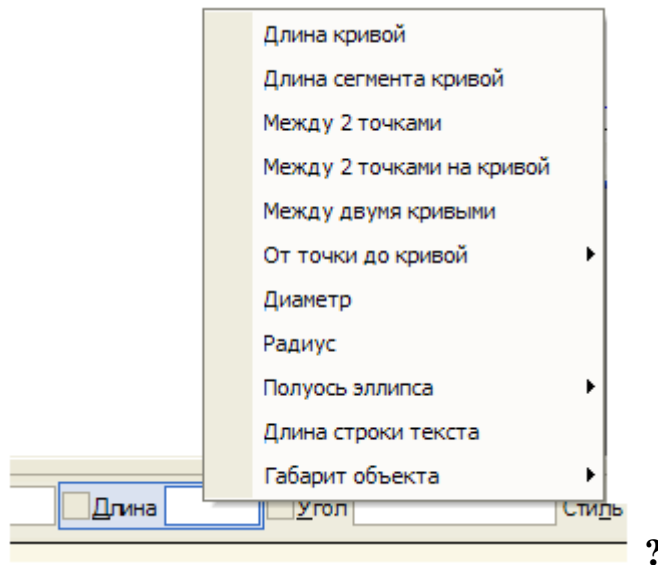 Длина кривой
Длина сегмента кривой
Между 2 точками
Между 2 точками на кривой
Между двумя кривыми
От точки до кривой
Диаметр
Радиус
Полуось эллипса
Длина строки текста
Габарит объекта
Длина Угол Стиль
?